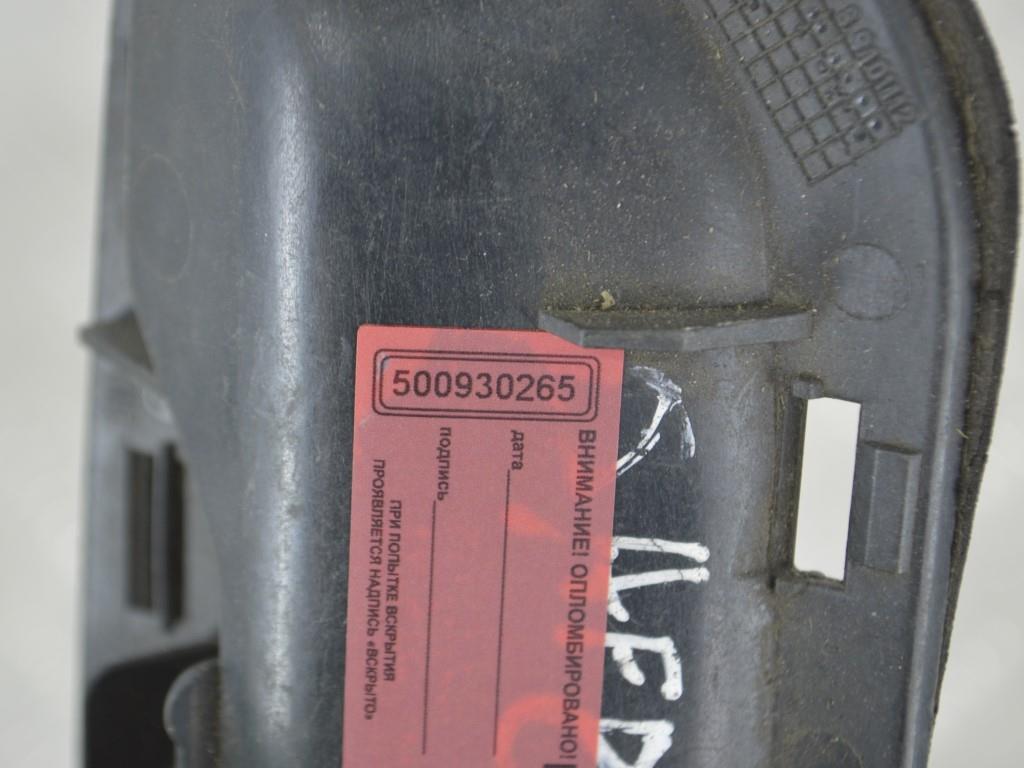 500930265
ВНИМАНИЕ! ОПЛОМБИРОВАНО!
дата
подпись
ПРИ ПОПЫТКЕ ВСКРЫТИЯ
ПРОЯВЛЯЕТСЯ НАДПИСЬ «ВСКРЫТО»